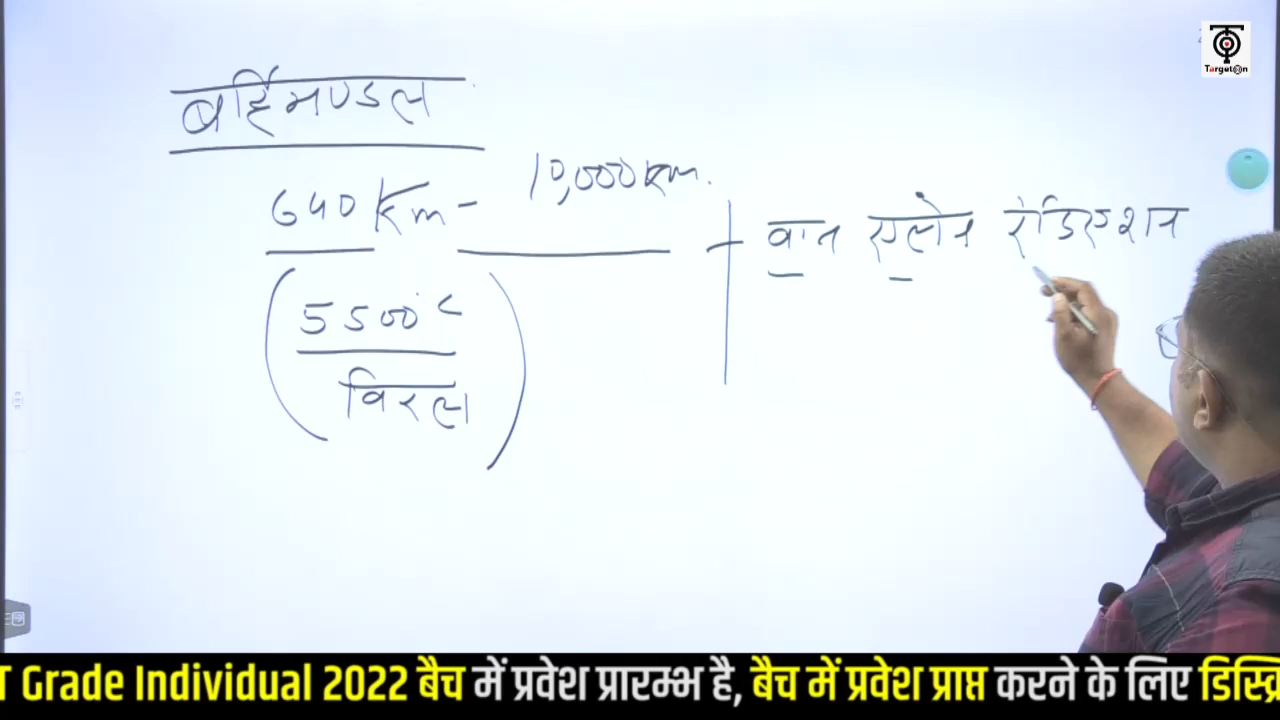 Target@n
बर्हिमण्डल
640 Km - 10,000 Km.
5500°C
विरल
वान एलेन रेडिएशन
T Grade Individual 2022 बैच में प्रवेश प्रारम्भ है, बैच में प्रवेश प्राप्त करने के लिए डिस्क्रि